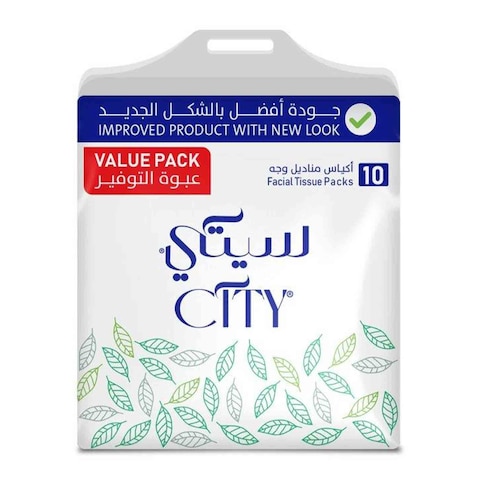 جودة أفضل بالشكل الجديد
IMPROVED PRODUCT WITH NEW LOOK
VALUE PACK
عبوة التوفير
أكياس مناديل وجه
Facial Tissue Packs
10
سيتي®
CITY®